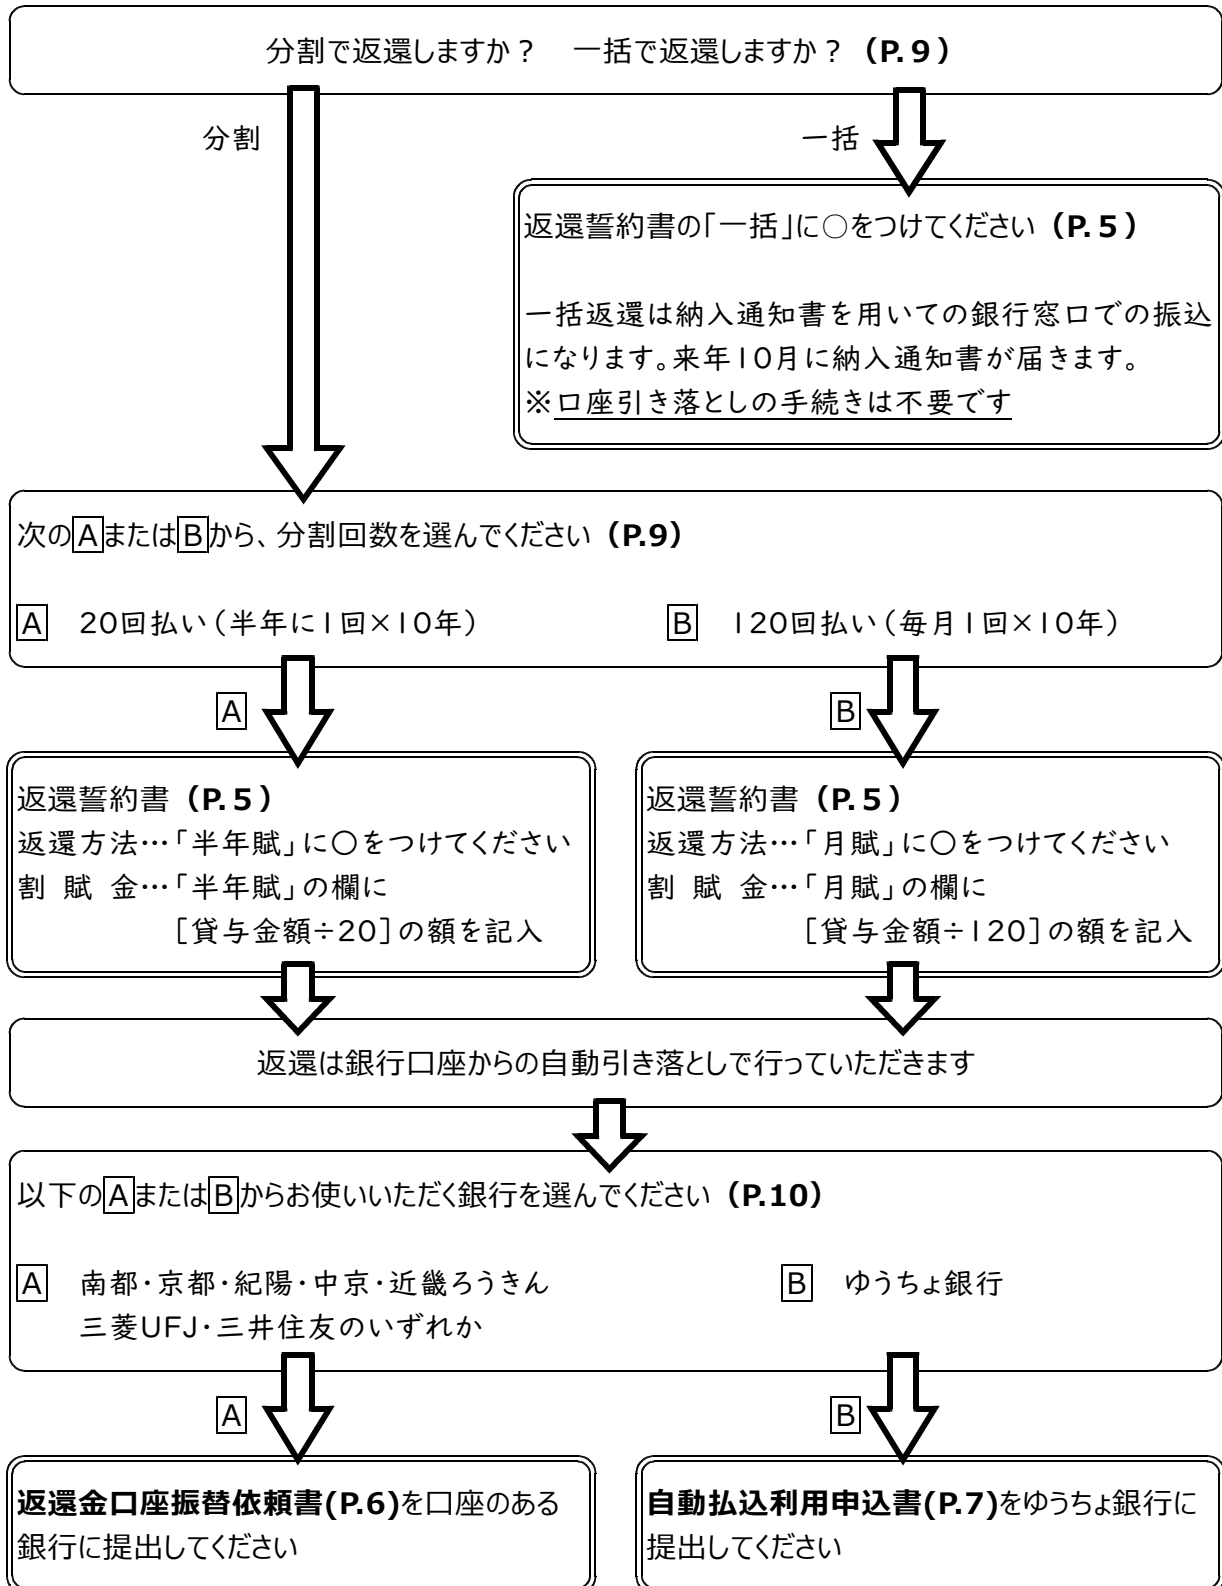 分割で返還しますか？　一括で返還しますか？（P.９）
分割
一括
返還誓約書の「一括」に○をつけてください（P.５）
一括返還は納入通知書を用いての銀行窓口での振込
になります。来年10月に納入通知書が届きます。
※口座引き落としの手続きは不要です
次のAまたはBから、分割回数を選んでください（P.9）
A　20回払い（半年に1回×10年）
B　120回払い（毎月1回×10年）
A
B
返還誓約書（P.５）
返還方法…「半年賦」に○をつけてください
割 賦 金…「半年賦」の欄に
［貸与金額÷20］の額を記入
返還誓約書（P.５）
返還方法…「月賦」に○をつけてください
割 賦 金…「月賦」の欄に
［貸与金額÷120］の額を記入
返還は銀行口座からの自動引き落としで行っていただきます
以下のAまたはBからお使いいただく銀行を選んでください（P.10）
A　南都・京都・紀陽・中京・近畿ろうきん
三菱UFJ・三井住友のいずれか
B　ゆうちょ銀行
A
B
返還金口座振替依頼書(P.6)を口座のある
銀行に提出してください
自動払込利用申込書(P.7)をゆうちょ銀行に
提出してください